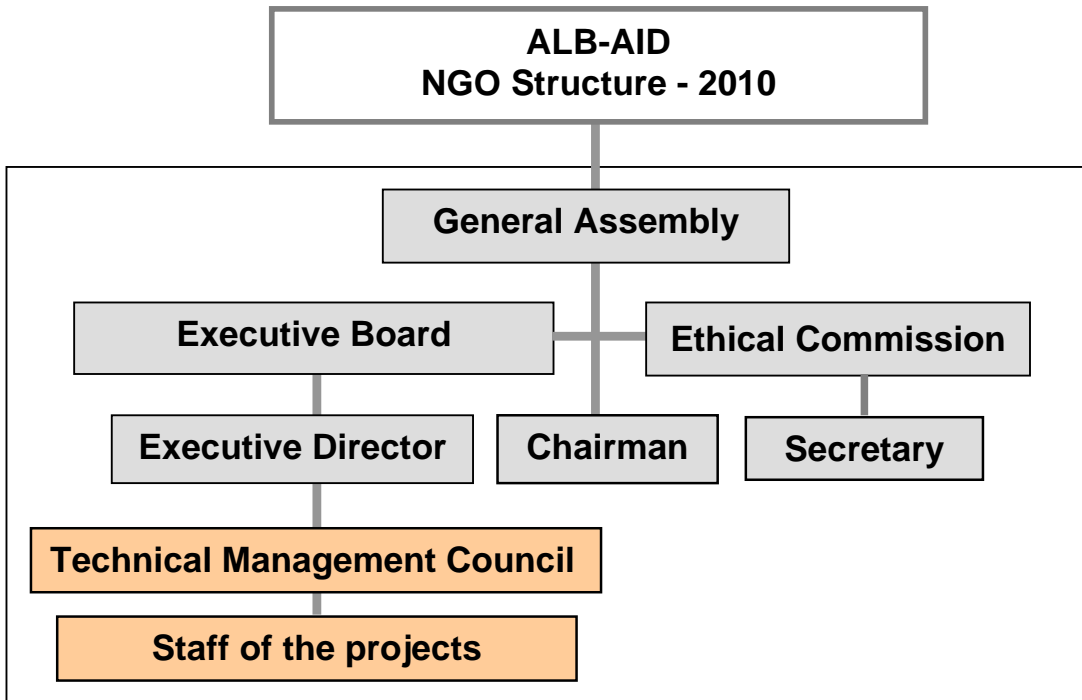 ALB-AID
NGO Structure - 2010
General Assembly
Executive Board
Ethical Commission
Executive Director
Chairman
Secretary
Technical Management Council
Staff of the projects